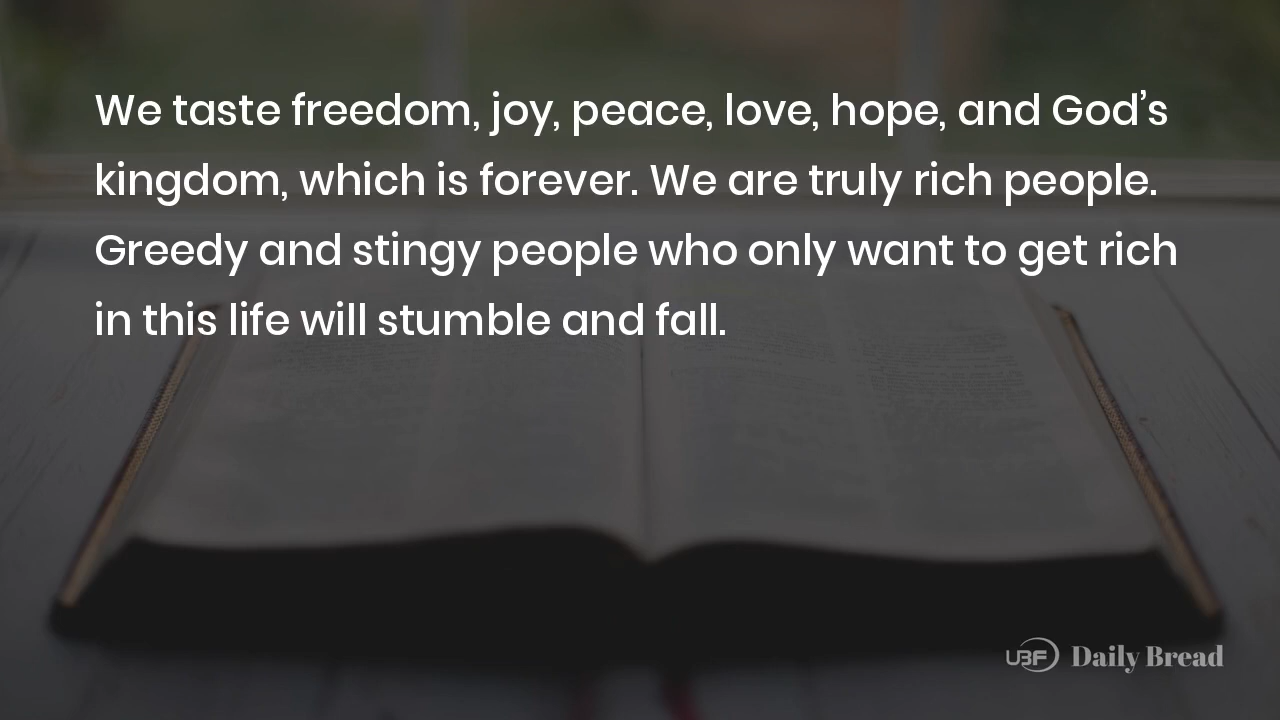 We taste freedom, joy, peace, love, hope, and God’s
kingdom, which is forever. We are truly rich people.
Greedy and stingy people who only want to get rich
in this life will stumble and fall.
UBF Daily Bread